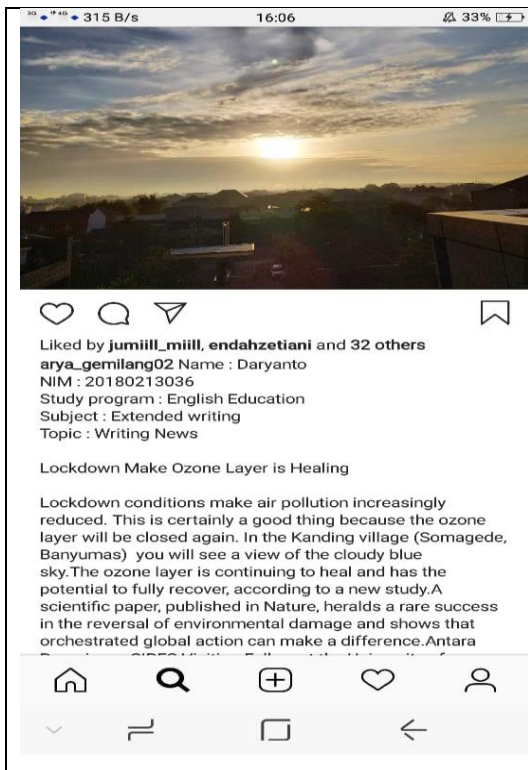 3G 4G 315 B/s 16:06 33%
Liked by jumiill_miill, endahzetiani and 32 others
arya_gemilang02 Name : Daryanto
NIM : 20180213036
Study program : English Education
Subject : Extended writing
Topic : Writing News
Lockdown Make Ozone Layer is Healing
Lockdown conditions make air pollution increasingly
reduced. This is certainly a good thing because the ozone
layer will be closed again. In the Kanding village (Somagede,
Banyumas) you will see a view of the cloudy blue
sky.The ozone layer is continuing to heal and has the
potential to fully recover, according to a new study.A
scientific paper, published in Nature, heralds a rare success
in the reversal of environmental damage and shows that
orchestrated global action can make a difference.Antara